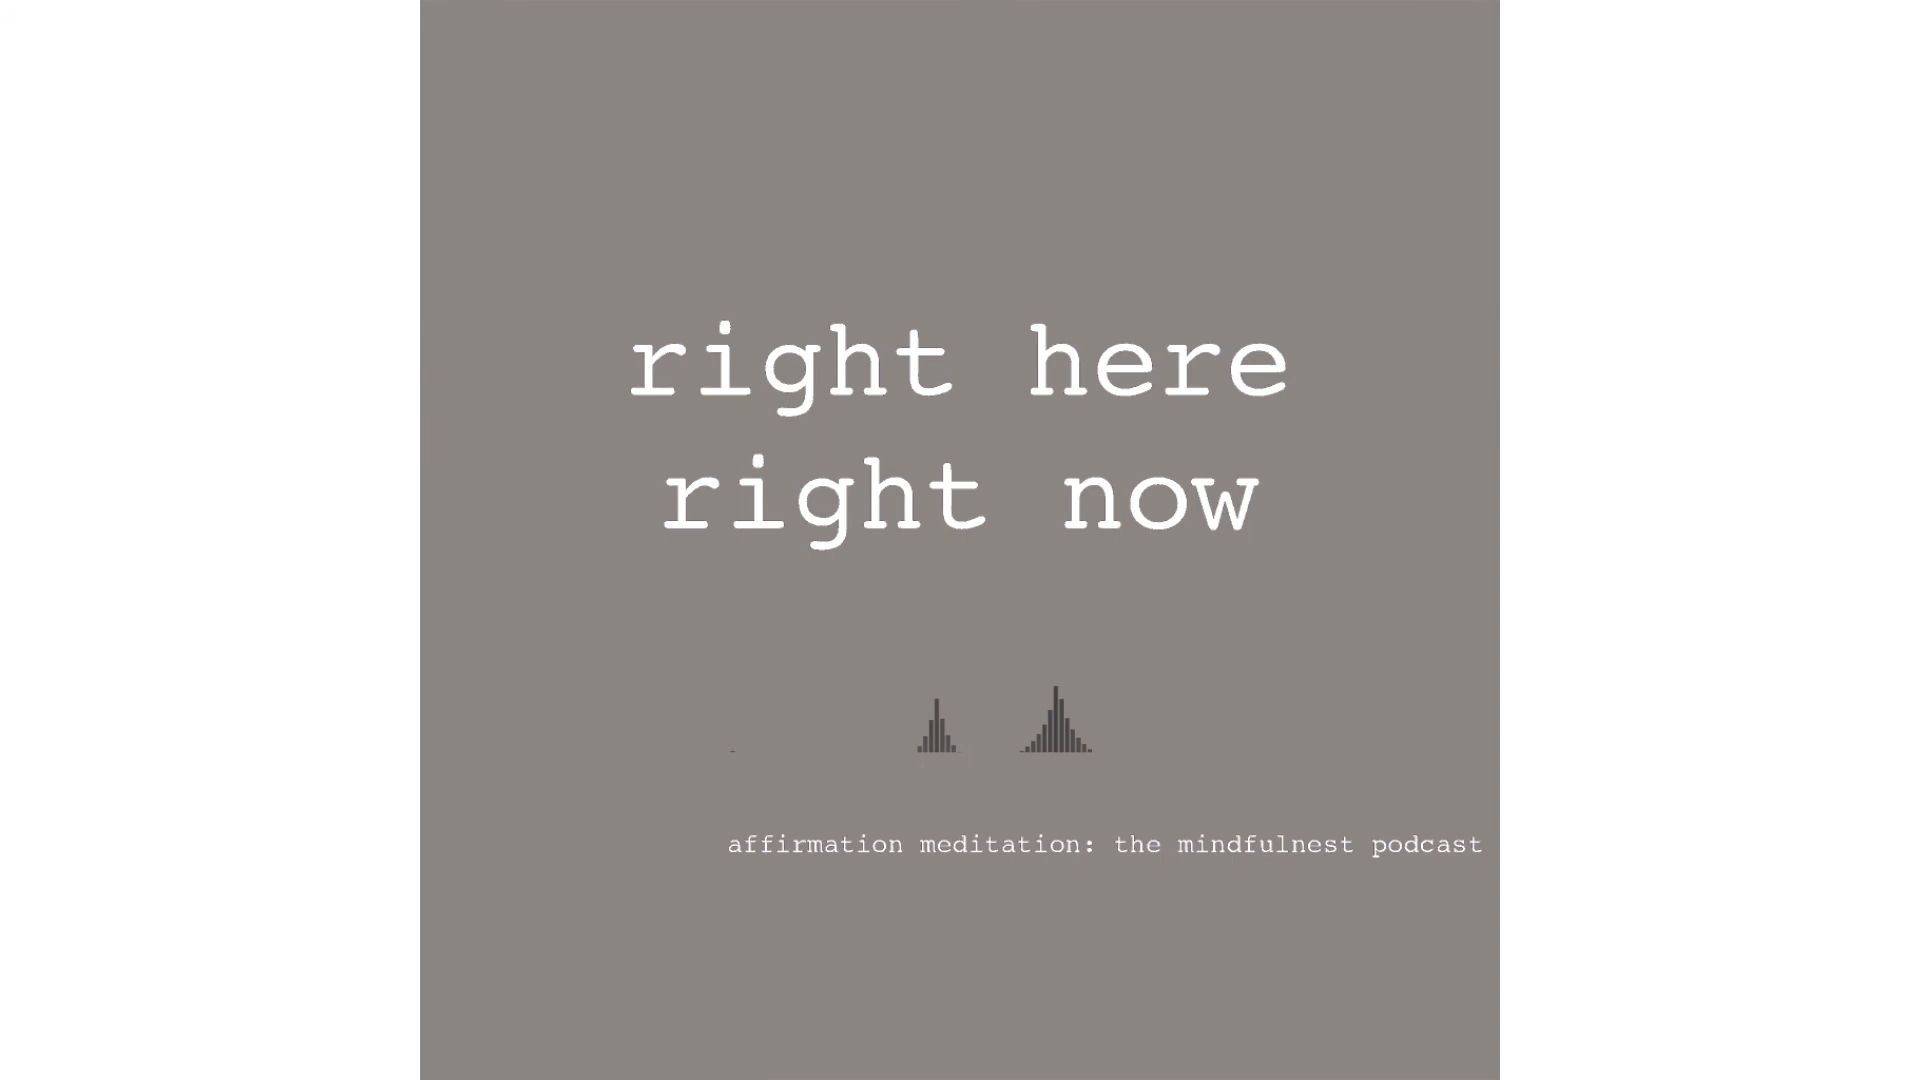 right here
right now
affirmation meditation: the mindfulnest podcast